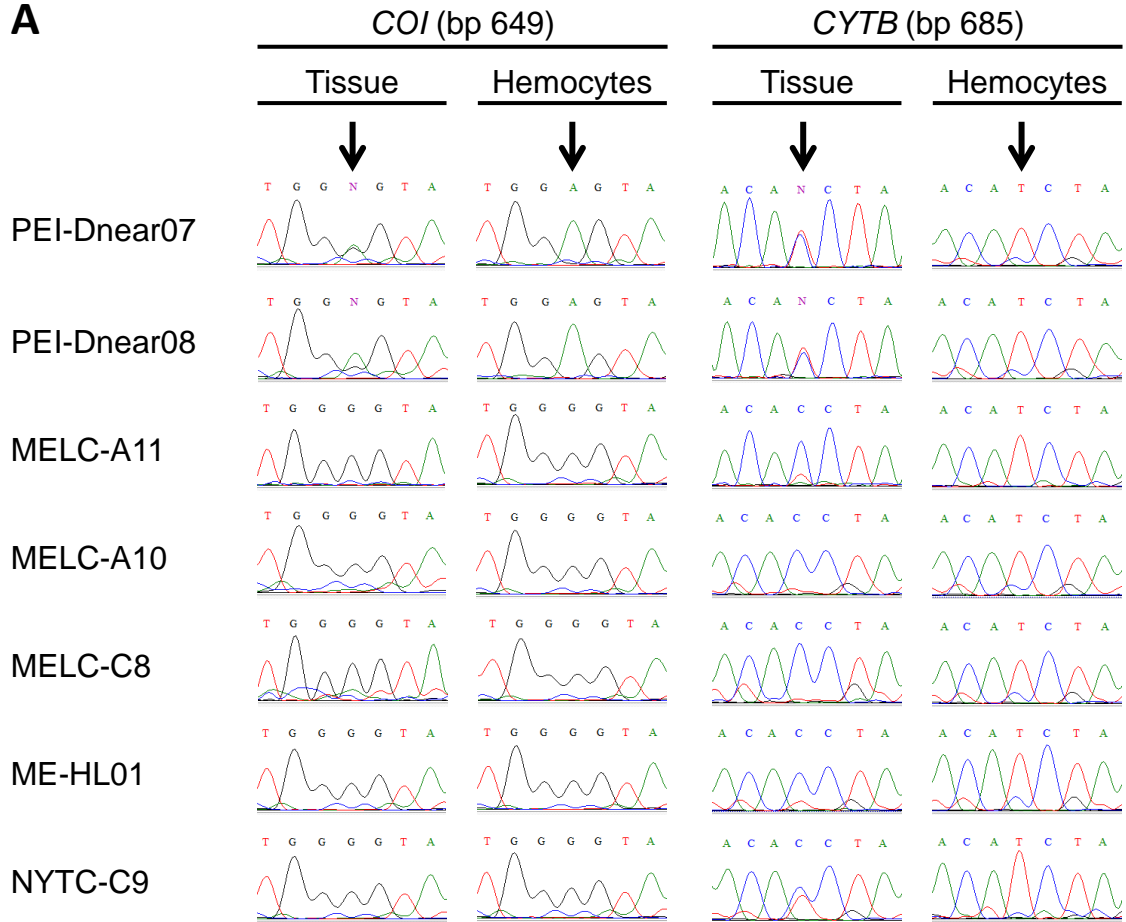 A
COI (bp 649) CYTB (bp 685)
Tissue Hemocytes Tissue Hemocytes
T G G N G T A T G G A G T A A C A N C T A A C A T C T A
PEI-Dnear07
T G G N G T A T G G A G T A A C A N C T A A C A T C T A
PEI-Dnear08
T G G G G T A T G G G G T A A C A C C T A A C A T C T A
MELC-A11
T G G G G T A T G G G G T A A C A C C T A A C A T C T A
MELC-A10
T G G G G T A T G G G G T A A C A C C T A A C A T C T A
MELC-C8
T G G G G T A T G G G G T A A C A C C T A A C A T C T A
ME-HL01
T G G G G T A T G G G G T A A C A C C T A A C A T C T A
NYTC-C9